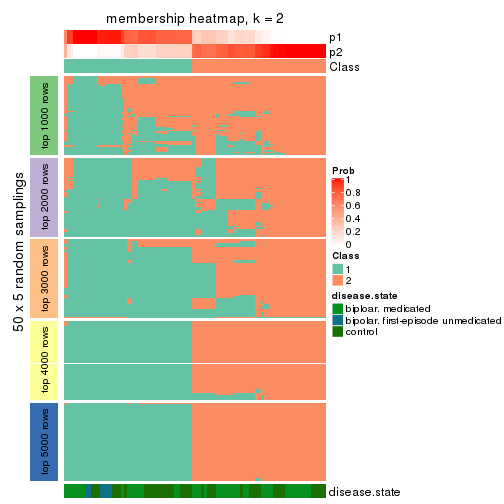 membership heatmap, k = 2
p1
p2
Class
50 x 5 random samplings
top 1000 rows
top 2000 rows
top 3000 rows
top 4000 rows
top 5000 rows
Prob
1
0.8
0.6
0.4
0.2
0
Class
1
2
disease.state
biploar. medicated
bipolar. first-episode unmedicated
control
disease.state